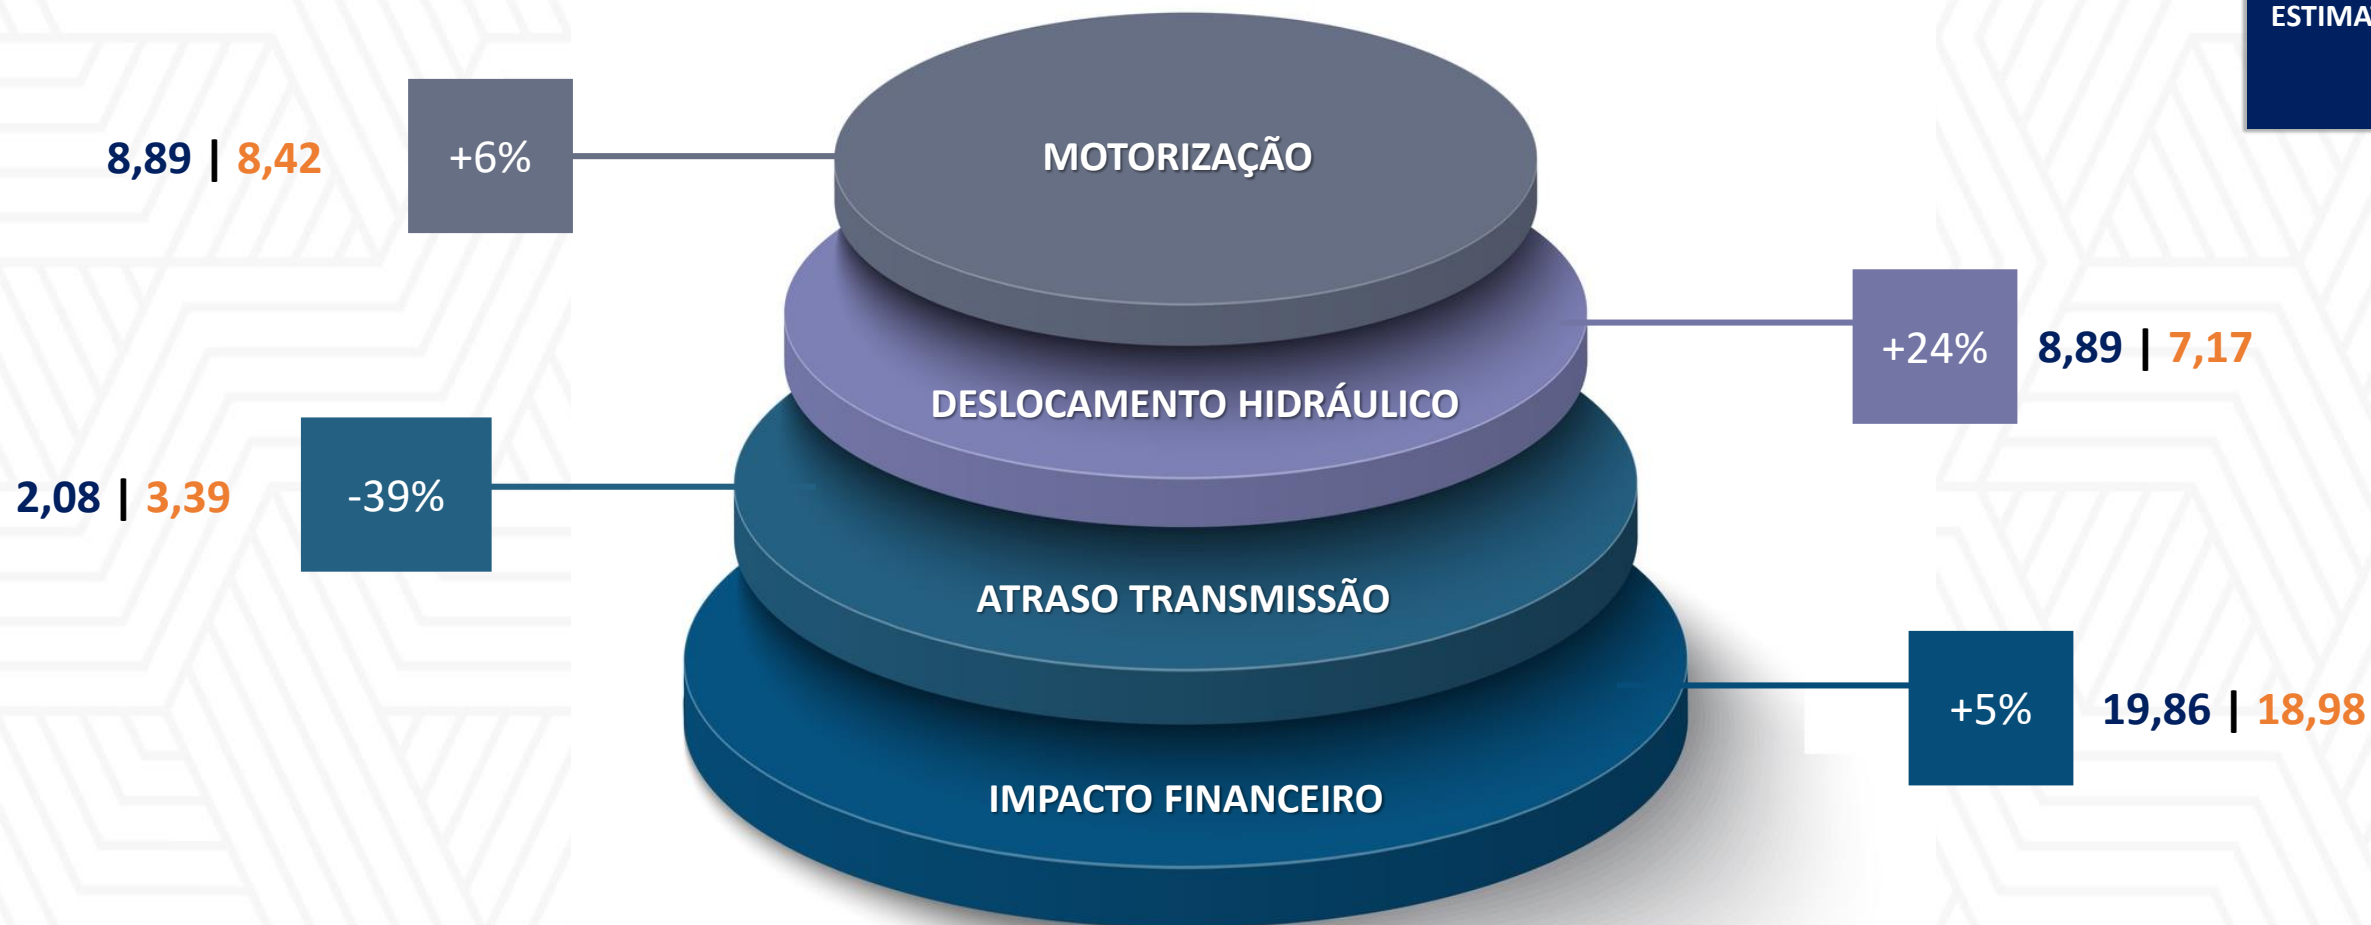 8,89 | 8,42
+6%
MOTORIZAÇÃO
DESLOCAMENTO HIDRÁULICO
+24%
8,89 | 7,17
2,08 | 3,39
-39%
ATRASO TRANSMISSÃO
IMPACTO FINANCEIRO
+5%
19,86 | 18,98